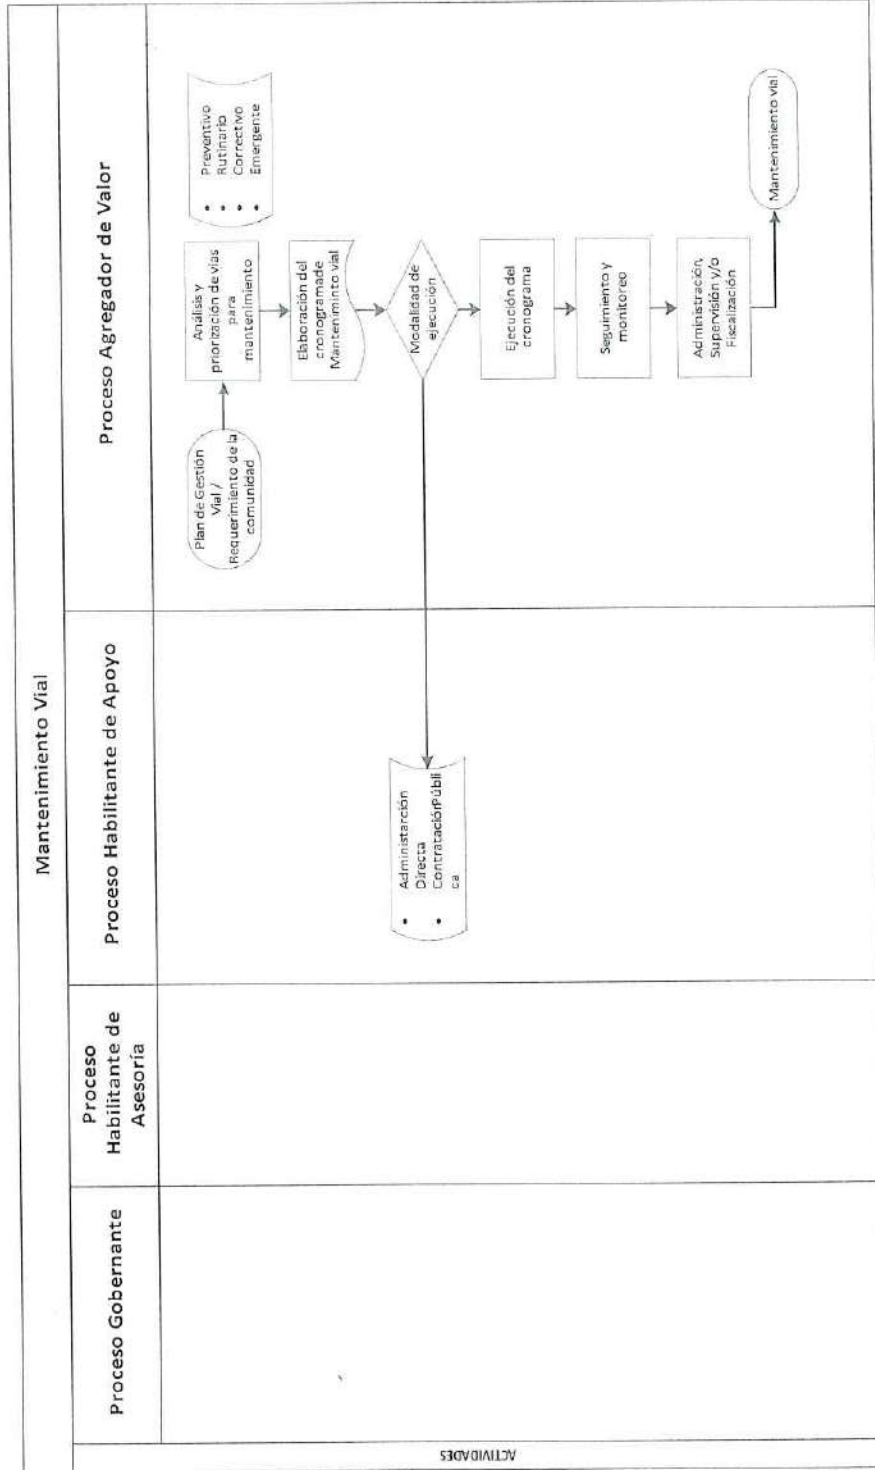 Mantenimiento Vial
Proceso Gobernante
Proceso
Habilitante de
Asesoría
Proceso Habilitante de Apoyo
Proceso Agregador de Valor
ACTIVIDADES
Plan de Gestión
Vial /
Requerimiento de la
comunidad
Análisis y
priorización de vías
para
mantenimiento
• Preventivo
• Rutinario
• Correctivo
• Emergente
Elaboración del
cronogramade
Manteniminto vial
Modalidad de
ejecución
• Administarción
Directa
• ContrataciónPúbli
ca
Ejecución del
cronograma
Seguimiento y
monitoreo
Administración,
Supervisión y/o
Fiscalización
Mantenimiento vial